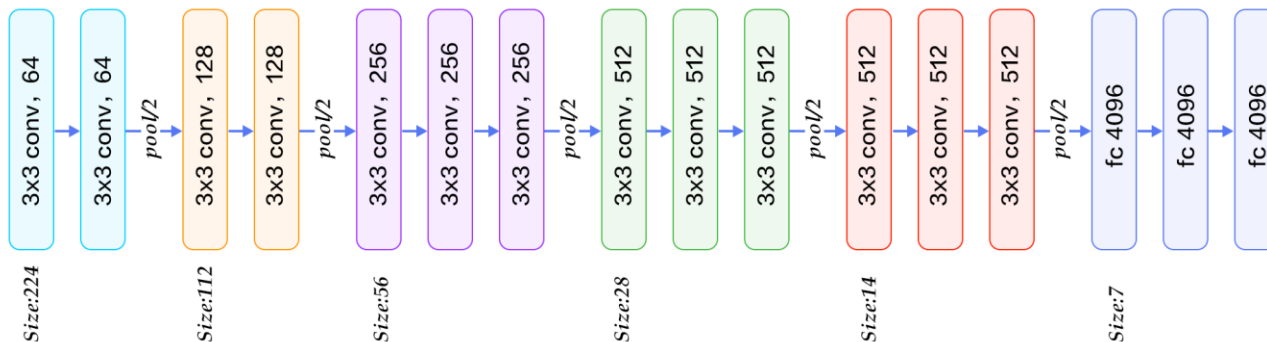 3x3 conv, 64
3x3 conv, 64
pool/2
3x3 conv, 128
3x3 conv, 128
pool/2
3x3 conv, 256
3x3 conv, 256
3x3 conv, 256
pool/2
3x3 conv, 512
3x3 conv, 512
3x3 conv, 512
pool/2
3x3 conv, 512
3x3 conv, 512
3x3 conv, 512
pool/2
fc 4096
fc 4096
fc 4096
Size:224
Size:112
Size:56
Size:28
Size:14
Size:7